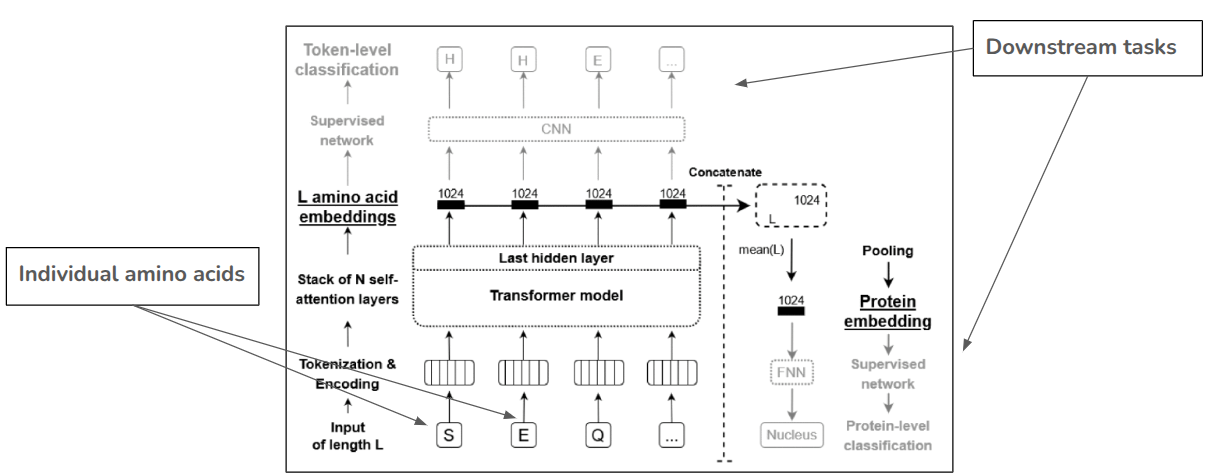 Downstream tasks
Token-level
classification
H
H
E
...
Supervised
network
CNN
Concatenate
L amino acid
embeddings
1024
1024
1024
1024
1024
L
Individual amino acids
Last hidden layer
mean(L)
Pooling
Stack of N self-
attention layers
Transformer model
1024
Protein
embedding
Tokenization &
Encoding
FNN
Supervised
network
Input
of length L
S
E
Q
...
Nucleus
Protein-level
classification